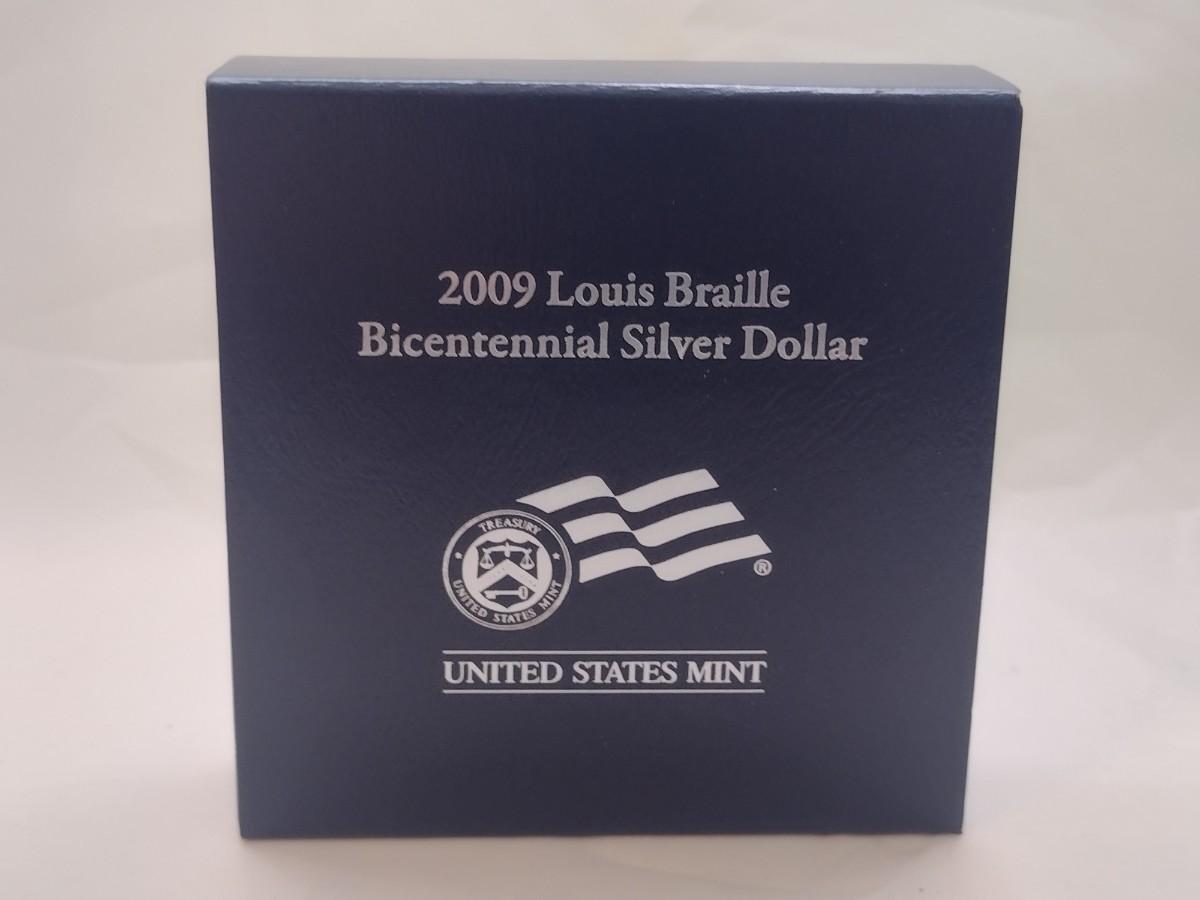 2009 Louis Braille
Bicentennial Silver Dollar
TREASURY
UNITED STATES MINT
®
UNITED STATES MINT